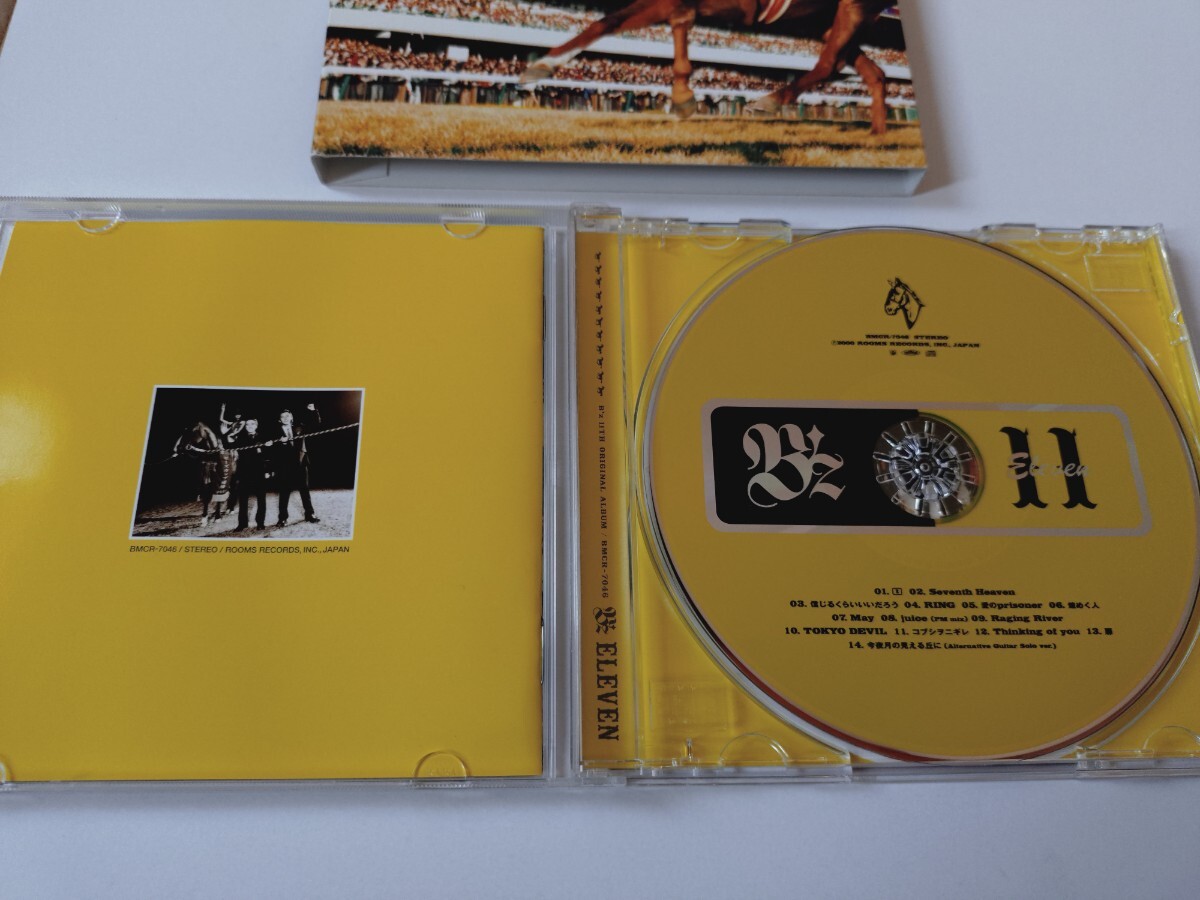 BMCR-7046 / STEREO / ROOMS RECORDS, INC., JAPAN
B'z 11TH ORIGINAL ALBUM / BMCR-7046 B'z ELEVEN
BMCR-7046 STEREO
Ⓟ2000 ROOMS RECORDS, INC., JAPAN
B'z 11 Eleven
01. 02. Seventh Heaven
03. 信じるくらいいいだろう 04. RING 05. 愛のprisoner 06. 煌めく人
07. May 08. juice (PM mix) 09. Raging River
10. TOKYO DEVIL 11. コブシヲニギレ 12. Thinking of you 13. 扉
14. 今夜月の見える丘に (Alternative Guitar Solo ver.)